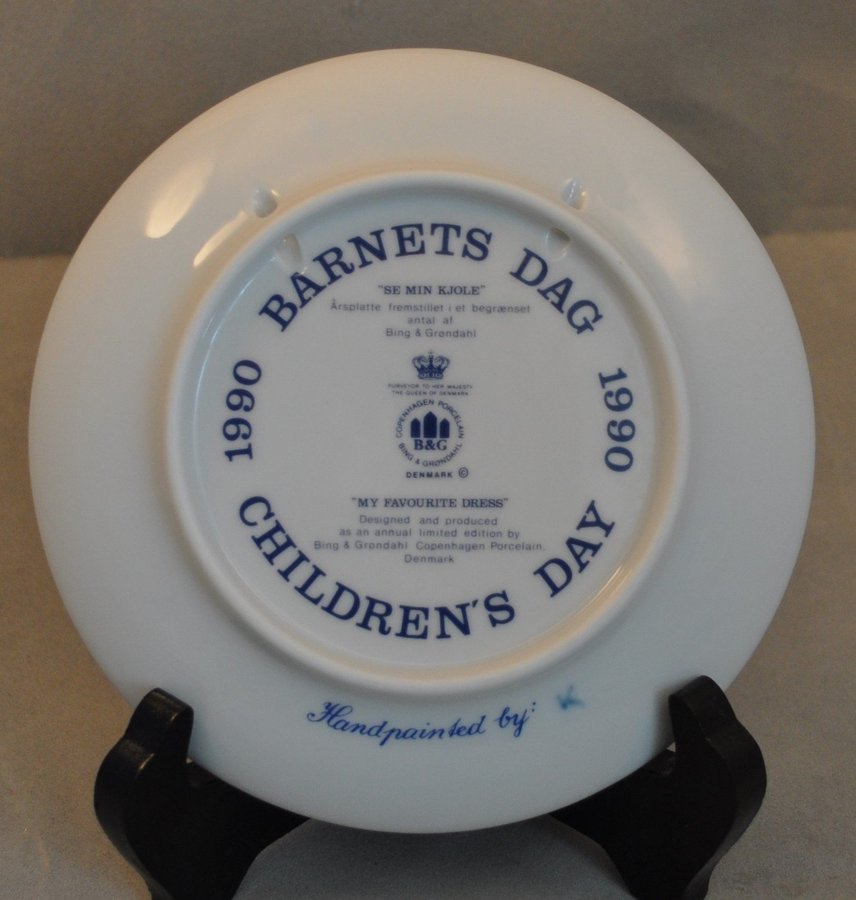 BARNETS DAG
"SE MIN KJOLE"
Årsplatte fremstillet i et begrænset
antal af
Bing & Grøndahl
PURVEYOR TO HER MAJESTY
THE QUEEN OF DENMARK
COPENHAGEN PORCELAIN
B&G
BING & GRØNDAHL
DENMARK ©
1990
1990
"MY FAVOURITE DRESS"
Designed and produced
as an annual limited edition by
Bing & Grøndahl Copenhagen Porcelain.
Denmark
CHILDREN'S DAY
Handpainted by: